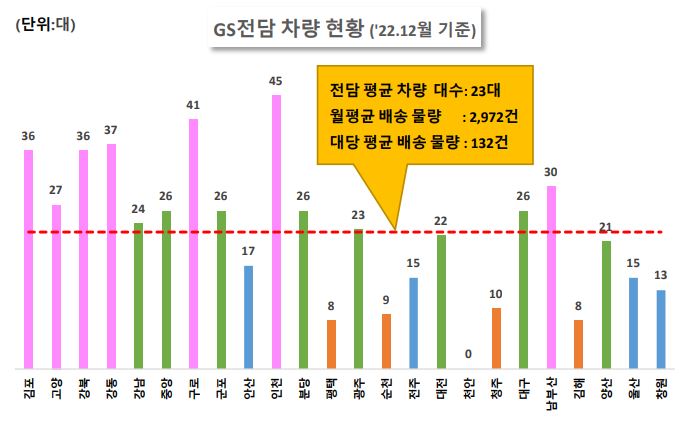 (단위:대)
GS전담 차량 현황 ('22.12월 기준)
전담 평균 차량 대수: 23대
월평균 배송 물량 : 2,972건
대당 평균 배송 물량 : 132건
36
27
36
37
24
26
41
26
17
45
26
8
23
9
15
22
0
10
26
30
8
21
15
13
김포
고양
강북
강동
강남
중앙
구로
군포
안산
인천
분당
평택
광주
순천
전주
대전
천안
청주
대구
남부산
김해
양산
울산
창원